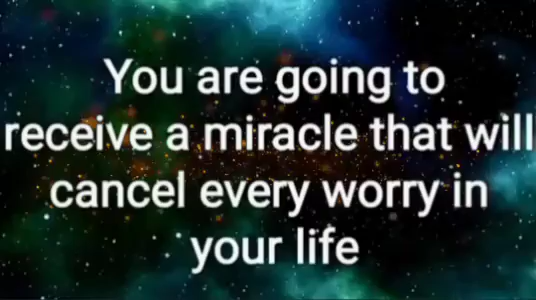 You are going to
receive a miracle that will
cancel every worry in
your life